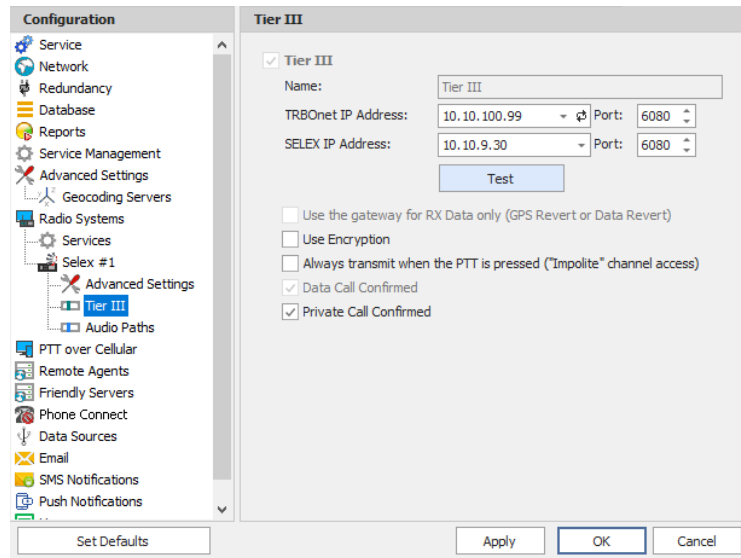 Configuration
Service
Network
Redundancy
Database
Reports
Service Management
Advanced Settings
Geocoding Servers
Radio Systems
Services
Selex #1
Advanced Settings
Tier III
Audio Paths
PTT over Cellular
Remote Agents
Friendly Servers
Phone Connect
Data Sources
Email
SMS Notifications
Push Notifications
Set Defaults
Tier III
Tier III
Name: Tier III
TRBOnet IP Address: 10.10.100.99 Port: 6080
SELEX IP Address: 10.10.9.30 Port: 6080
Test
Use the gateway for RX Data only (GPS Revert or Data Revert)
Use Encryption
Always transmit when the PTT is pressed ("Impolite" channel access)
Data Call Confirmed
Private Call Confirmed
Apply OK Cancel